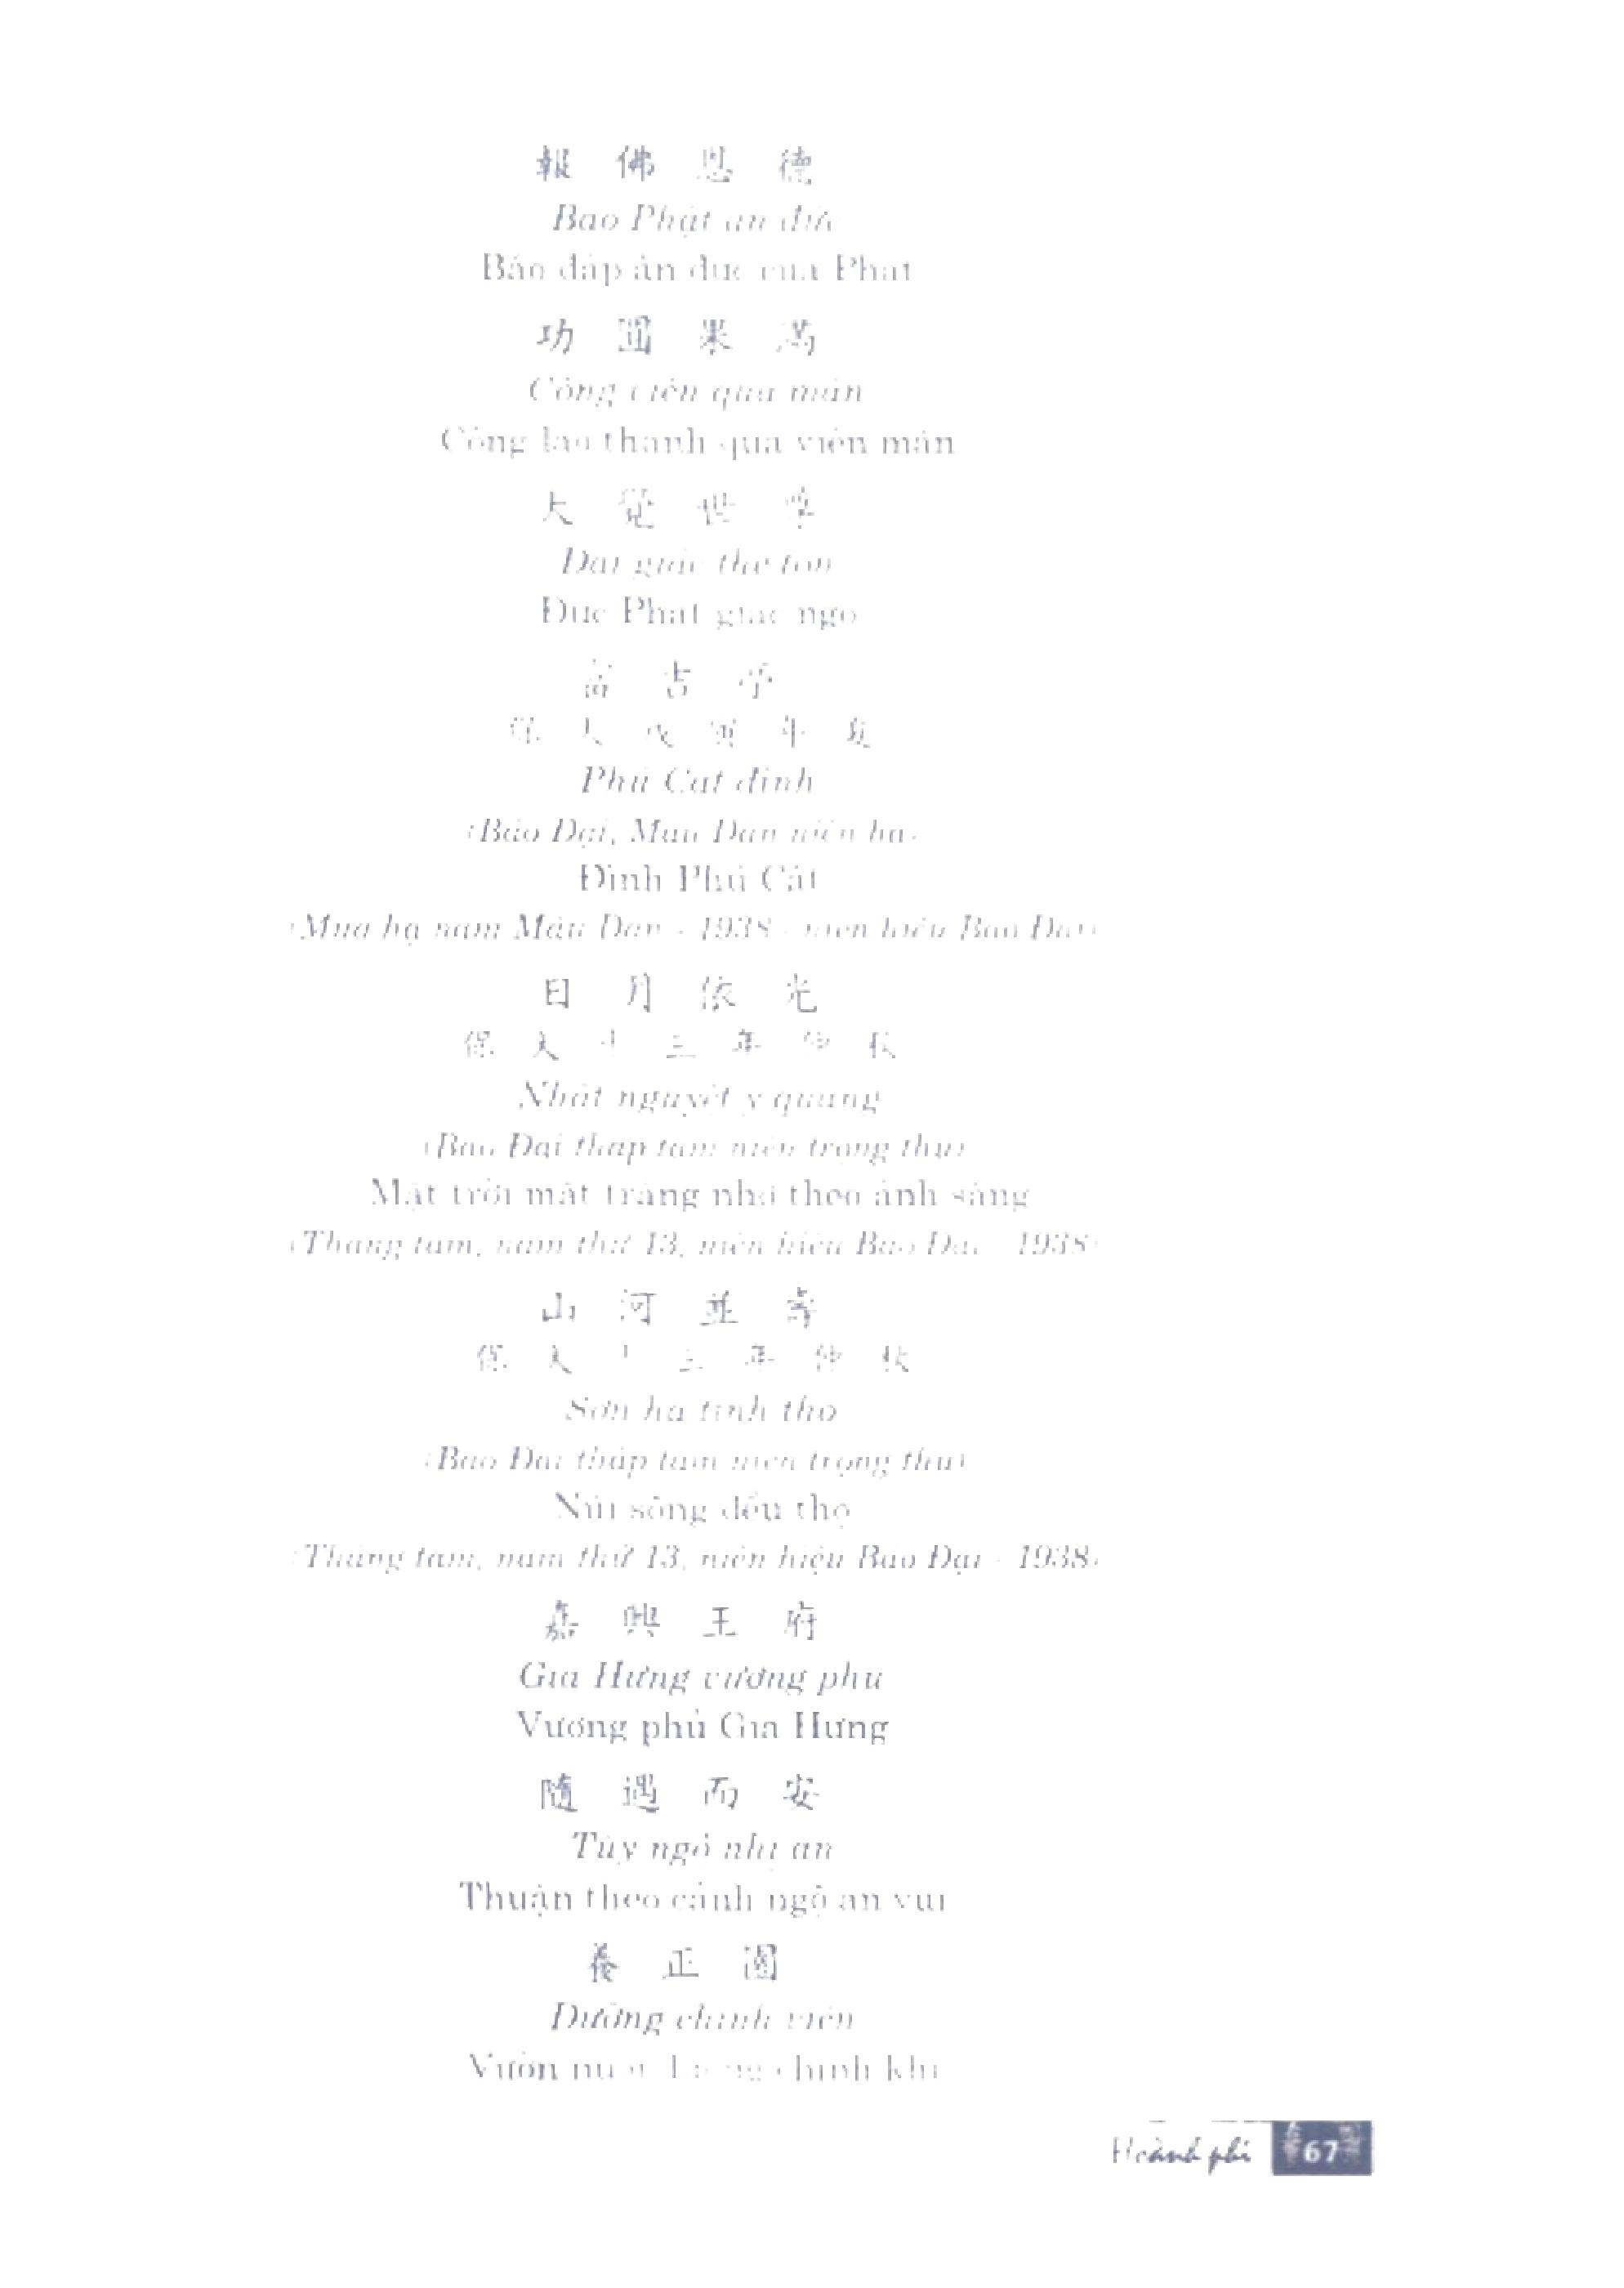 報 佛 恩 德
Báo Phật ân đức
Báo đáp ân đức của Phật
功 圓 果 滿
Công viên quả mãn
Công lao thành quả viên mãn
大 覺 世 尊
Đại giác thế tôn
Đức Phật giác ngộ
富 吉 亭
保 大 戊 寅 年 夏
Phú Cát đình
(Bảo Đại, Mậu Dần niên hạ)
Đình Phú Cát
(Mùa hạ năm Mậu Dần - 1938 - niên hiệu Bảo Đại)
日 月 依 光
保 大 十 三 年 仲 秋
Nhật nguyệt y quang
(Bảo Đại thập tam niên trọng thu)
Mặt trời mặt trăng nhờ theo ánh sáng
(Tháng tám, năm thứ 13, niên hiệu Bảo Đại - 1938)
山 河 並 壽
保 大 十 三 年 仲 秋
Sơn hà tịnh thọ
(Bảo Đại thập tam niên trọng thu)
Núi sông đều thọ
(Tháng tám, năm thứ 13, niên hiệu Bảo Đại - 1938)
嘉 興 王 府
Gia Hưng vương phủ
Vương phủ Gia Hưng
隨 遇 而 安
Tùy ngộ nhi an
Thuận theo cảnh ngộ an vui
養 正 園
Dưỡng chính viên
Vườn nuôi dưỡng chính khí
Hoành phi 67